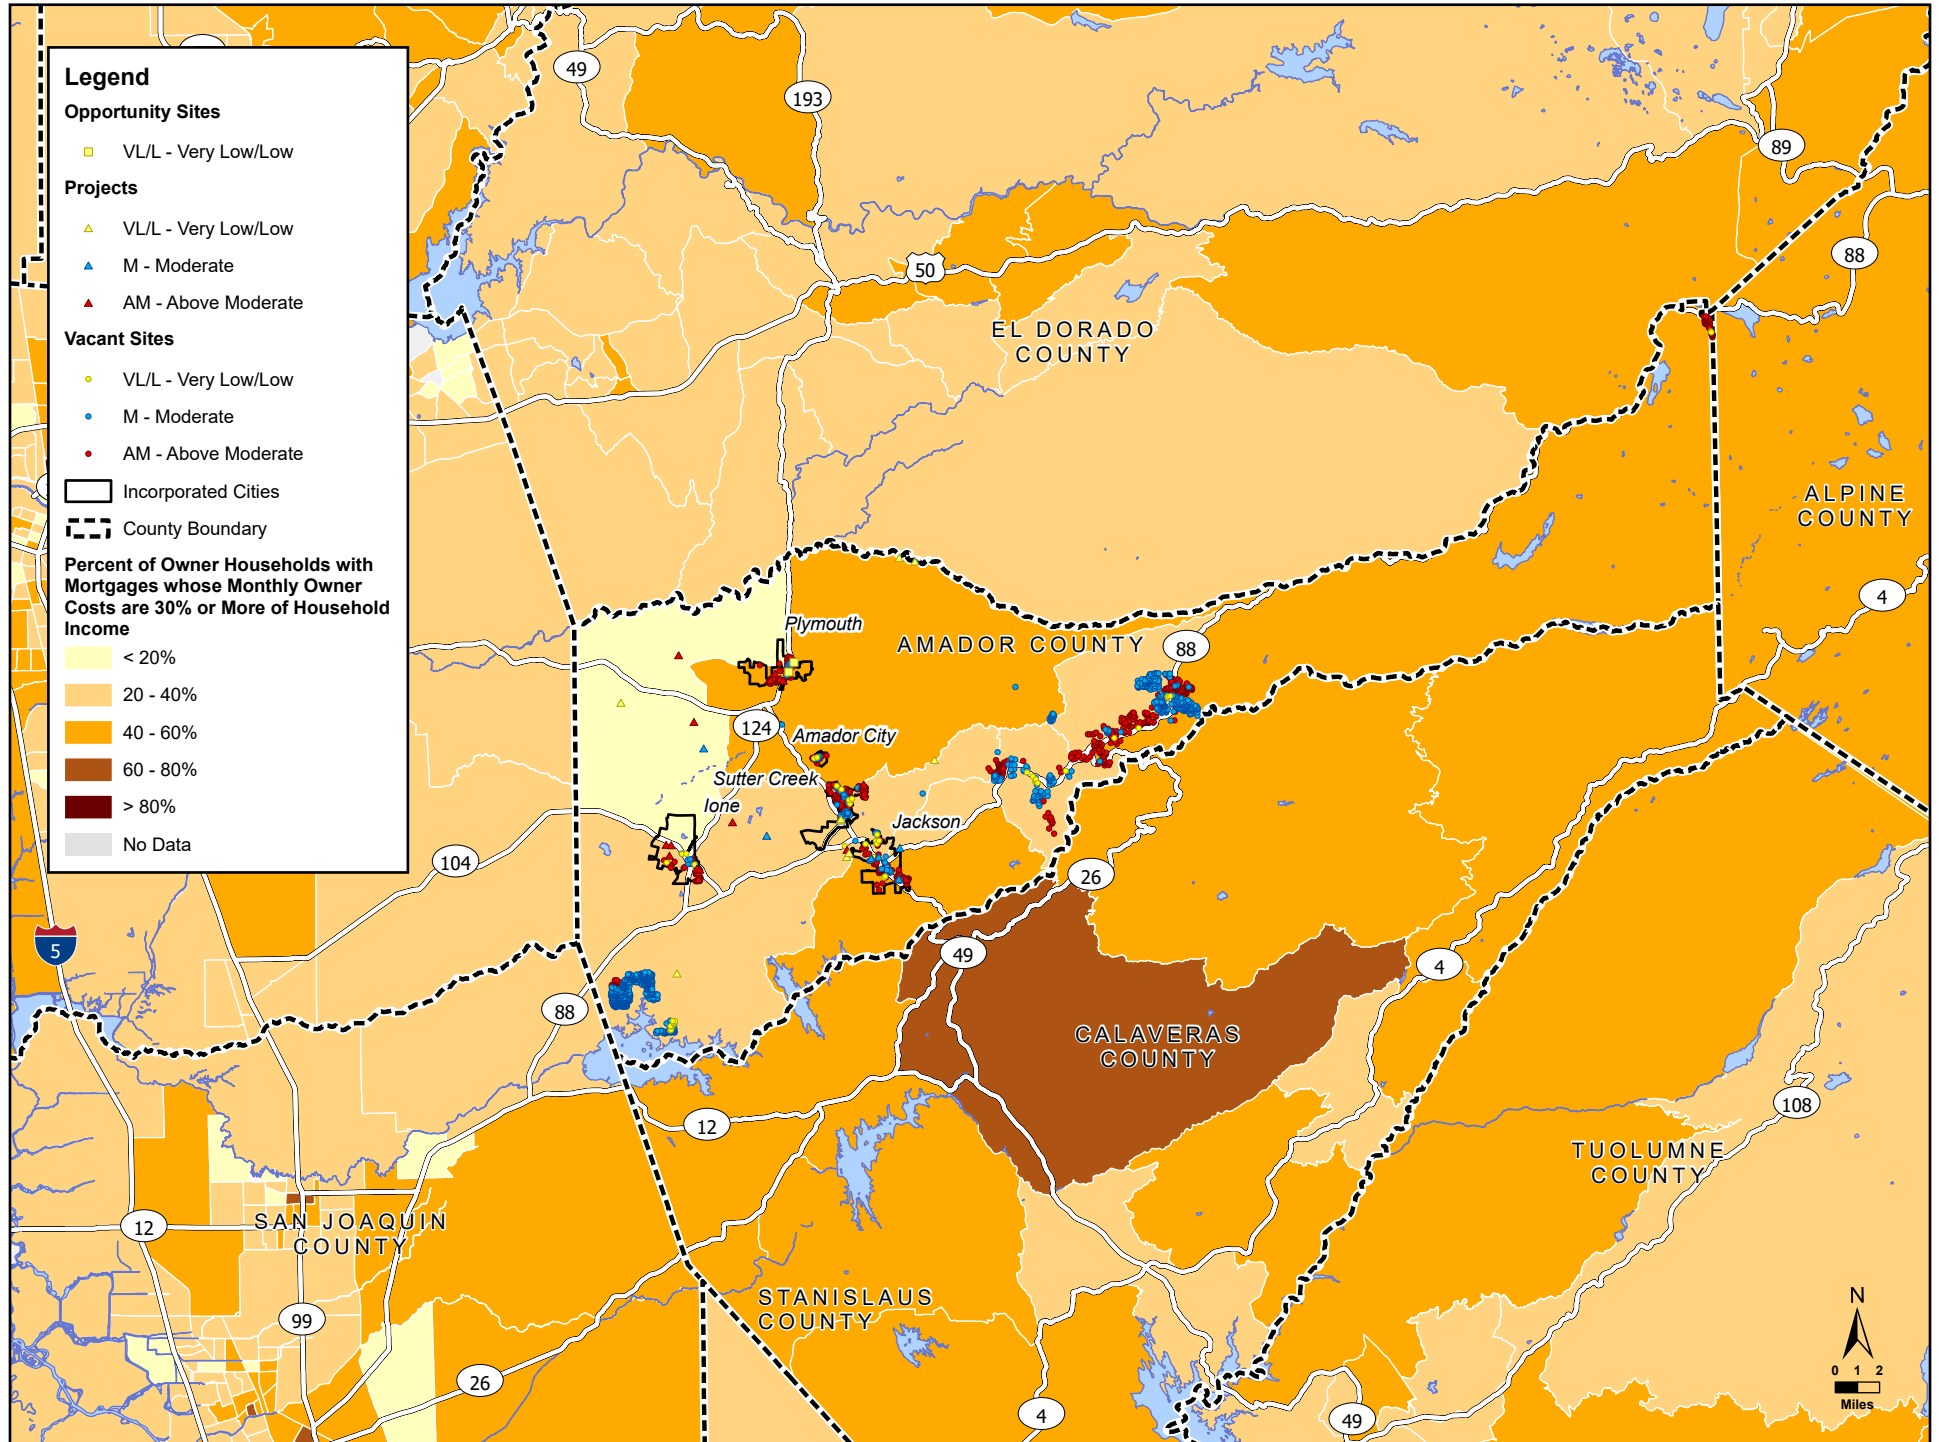 Legend
Opportunity Sites
VL/L - Very Low/Low
Projects
VL/L - Very Low/Low
M - Moderate
AM - Above Moderate
Vacant Sites
VL/L - Very Low/Low
M - Moderate
AM - Above Moderate
Incorporated Cities
County Boundary
Percent of Owner Households with
Mortgages whose Monthly Owner
Costs are 30% or More of Household
Income
< 20%
20 - 40%
40 - 60%
60 - 80%
> 80%
No Data
49
193
89
88
50
EL DORADO
COUNTY
ALPINE
COUNTY
4
Plymouth
AMADOR COUNTY
88
124
Amador City
Sutter Creek
Ione
Jackson
104
26
5
49
4
88
CALAVERAS
COUNTY
12
108
TUOLUMNE
COUNTY
12
SAN JOAQUIN
COUNTY
STANISLAUS
COUNTY
99
26
4
49
N
0 1 2
Miles